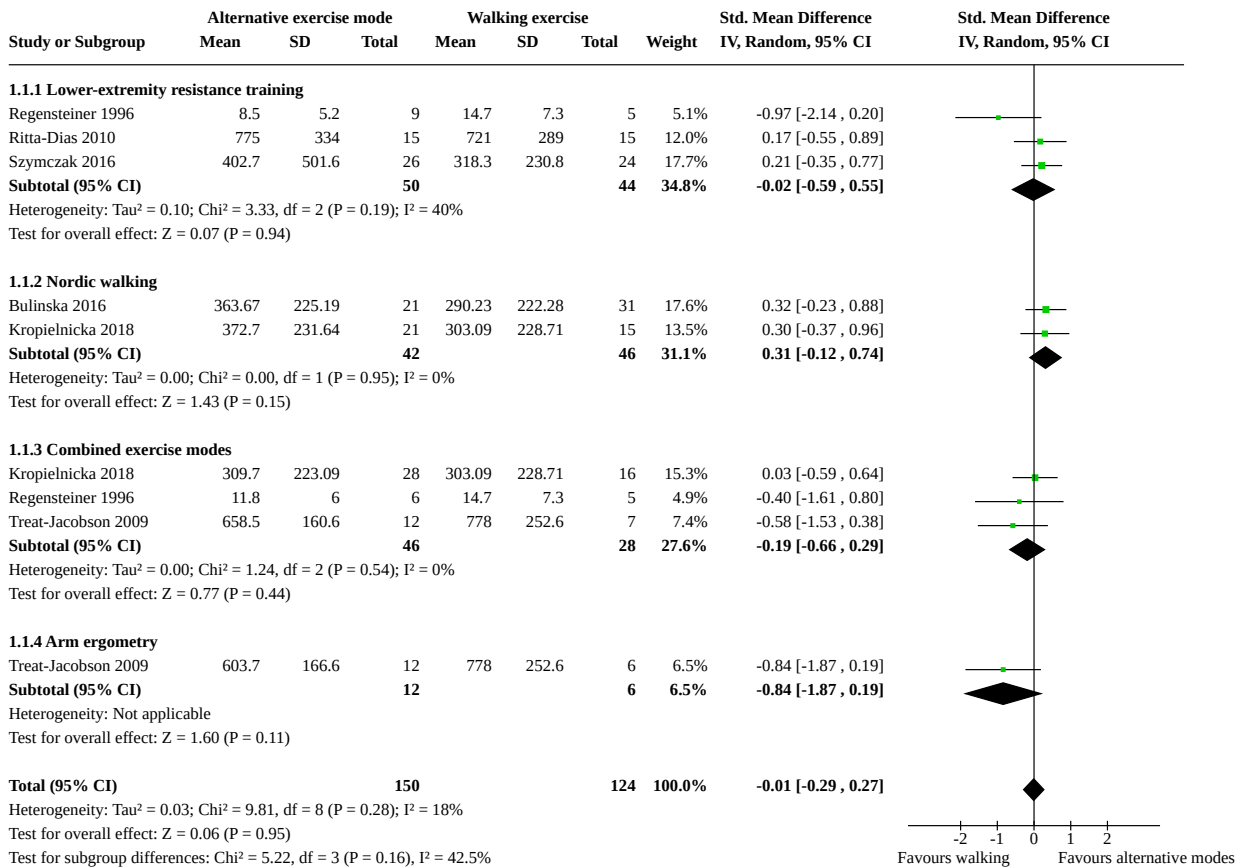 Alternative exercise mode Walking exercise Std. Mean Difference Std. Mean Difference
Study or Subgroup Mean SD Total Mean SD Total Weight IV, Random, 95% CI IV, Random, 95% CI
1.1.1 Lower-extremity resistance training
Regensteiner 1996 8.5 5.2 9 14.7 7.3 5 5.1% -0.97 [-2.14 , 0.20]
Ritta-Dias 2010 775 334 15 721 289 15 12.0% 0.17 [-0.55 , 0.89]
Szymczak 2016 402.7 501.6 26 318.3 230.8 24 17.7% 0.21 [-0.35 , 0.77]
Subtotal (95% CI) 50 44 34.8% -0.02 [-0.59 , 0.55]
Heterogeneity: Tau² = 0.10; Chi² = 3.33, df = 2 (P = 0.19); I² = 40%
Test for overall effect: Z = 0.07 (P = 0.94)
1.1.2 Nordic walking
Bulinska 2016 363.67 225.19 21 290.23 222.28 31 17.6% 0.32 [-0.23 , 0.88]
Kropielnicka 2018 372.7 231.64 21 303.09 228.71 15 13.5% 0.30 [-0.37 , 0.96]
Subtotal (95% CI) 42 46 31.1% 0.31 [-0.12 , 0.74]
Heterogeneity: Tau² = 0.00; Chi² = 0.00, df = 1 (P = 0.95); I² = 0%
Test for overall effect: Z = 1.43 (P = 0.15)
1.1.3 Combined exercise modes
Kropielnicka 2018 309.7 223.09 28 303.09 228.71 16 15.3% 0.03 [-0.59 , 0.64]
Regensteiner 1996 11.8 6 6 14.7 7.3 5 4.9% -0.40 [-1.61 , 0.80]
Treat-Jacobson 2009 658.5 160.6 12 778 252.6 7 7.4% -0.58 [-1.53 , 0.38]
Subtotal (95% CI) 46 28 27.6% -0.19 [-0.66 , 0.29]
Heterogeneity: Tau² = 0.00; Chi² = 1.24, df = 2 (P = 0.54); I² = 0%
Test for overall effect: Z = 0.77 (P = 0.44)
1.1.4 Arm ergometry
Treat-Jacobson 2009 603.7 166.6 12 778 252.6 6 6.5% -0.84 [-1.87 , 0.19]
Subtotal (95% CI) 12 6 6.5% -0.84 [-1.87 , 0.19]
Heterogeneity: Not applicable
Test for overall effect: Z = 1.60 (P = 0.11)
Total (95% CI) 150 124 100.0% -0.01 [-0.29 , 0.27]
Heterogeneity: Tau² = 0.03; Chi² = 9.81, df = 8 (P = 0.28); I² = 18%
Test for overall effect: Z = 0.06 (P = 0.95) -2 -1 0 1 2
Test for subgroup differences: Chi² = 5.22, df = 3 (P = 0.16), I² = 42.5% Favours walking Favours alternative modes